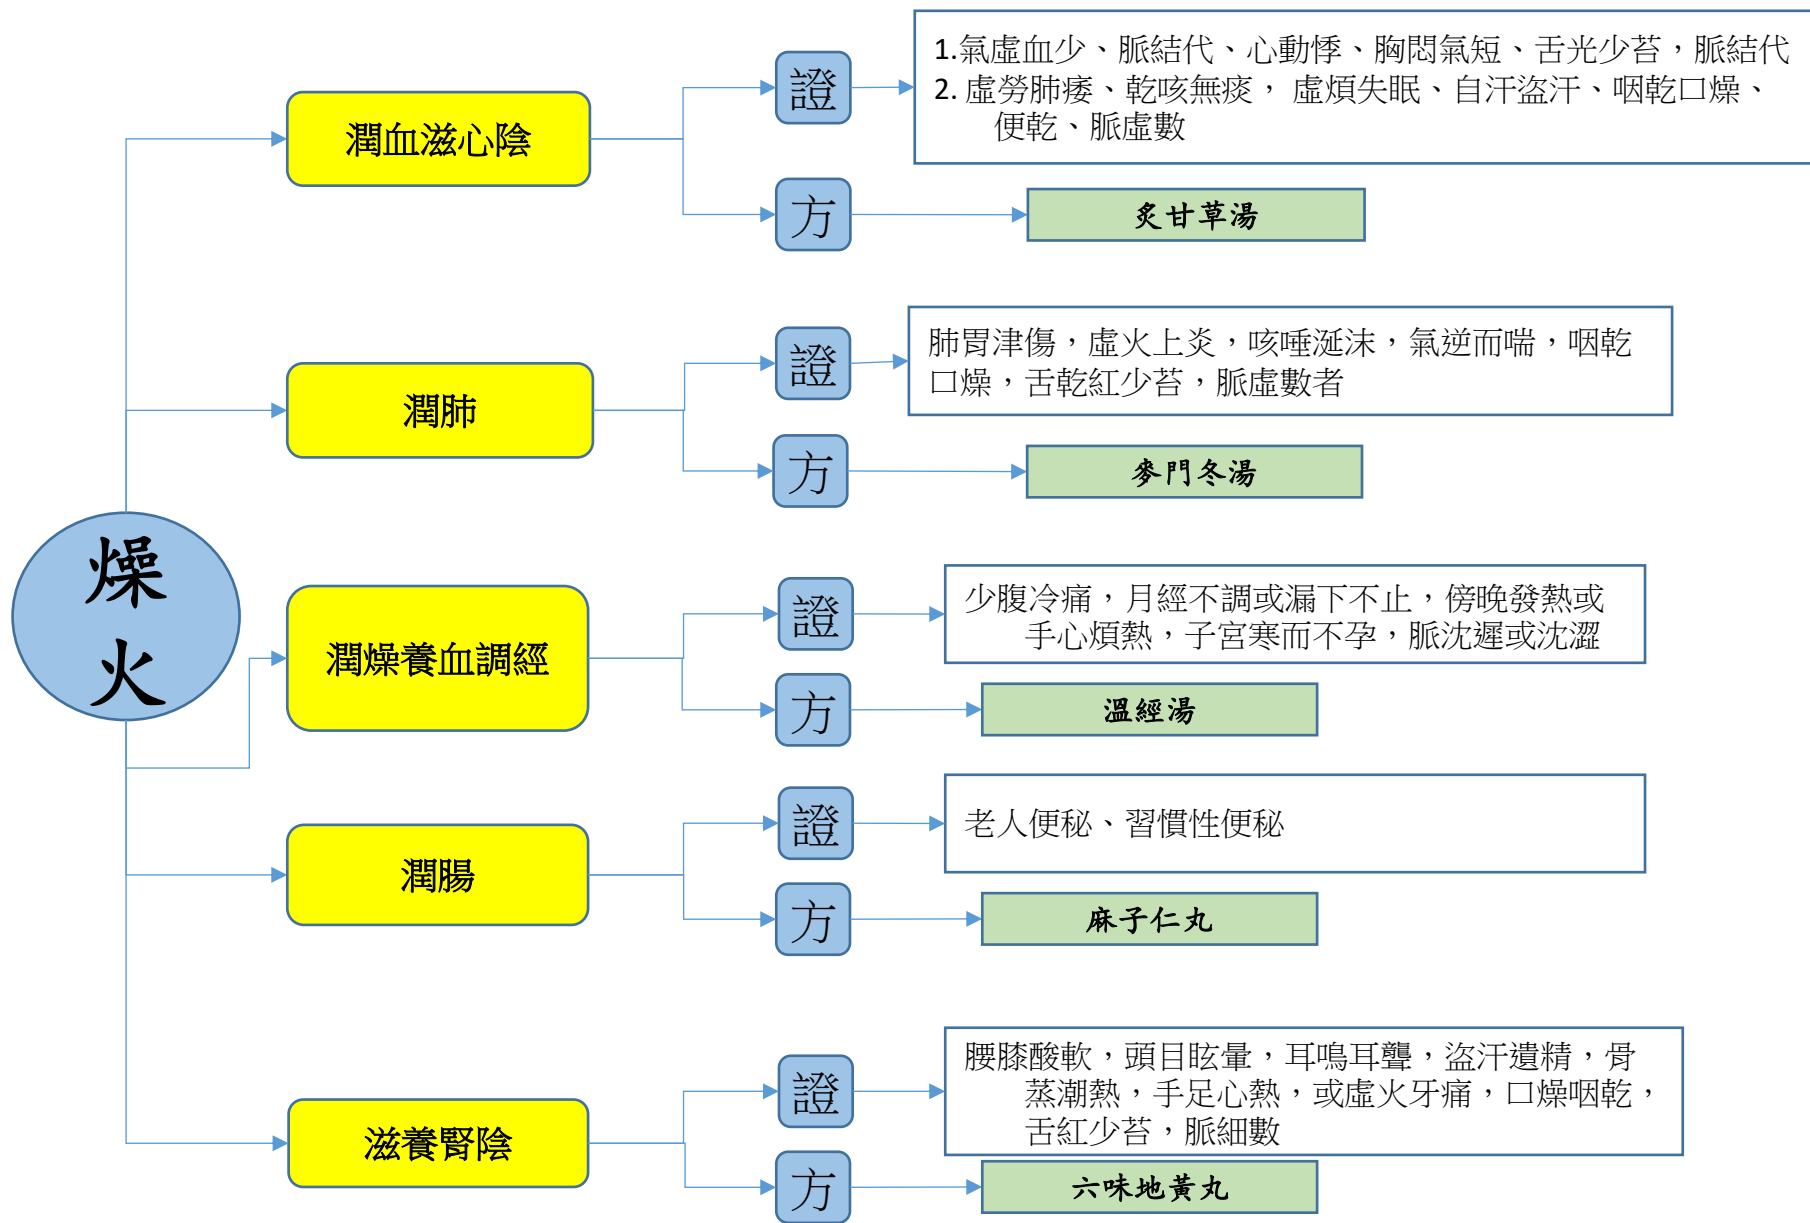 燥
火
潤血滋心陰
證
1.氣虛血少、脈結代、心動悸、胸悶氣短、舌光少苔，脈結代
2. 虛勞肺痿、乾咳無痰， 虛煩失眠、自汗盜汗、咽乾口燥、
便乾、脈虛數
方
炙甘草湯
潤肺
證
肺胃津傷，虛火上炎，咳唾涎沫，氣逆而喘，咽乾
口燥，舌乾紅少苔，脈虛數者
方
麥門冬湯
潤燥養血調經
證
少腹冷痛，月經不調或漏下不止，傍晚發熱或
手心煩熱，子宮寒而不孕，脈沈遲或沈澀
方
溫經湯
潤腸
證
老人便秘、習慣性便秘
方
麻子仁丸
滋養腎陰
證
腰膝酸軟，頭目眩暈，耳鳴耳聾，盜汗遺精，骨
蒸潮熱，手足心熱，或虛火牙痛，口燥咽乾，
舌紅少苔，脈細數
方
六味地黃丸